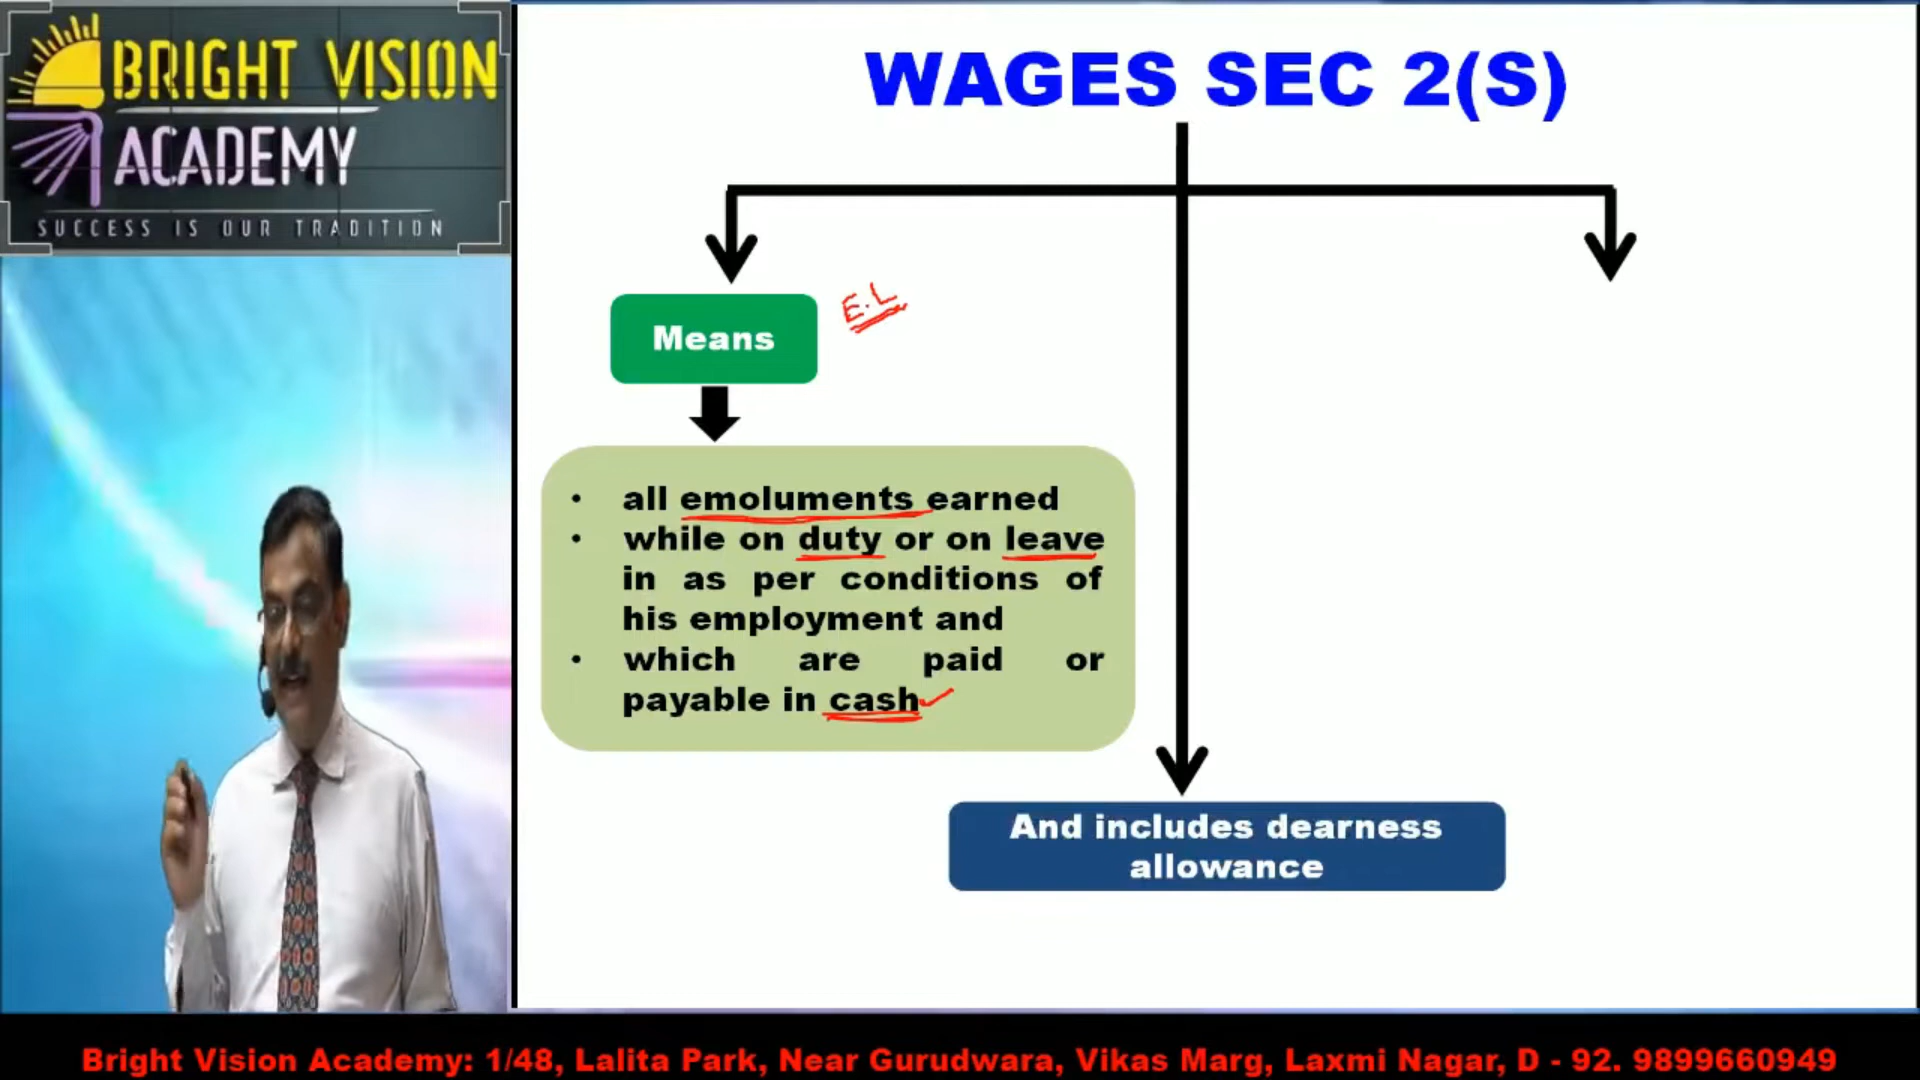 BRIGHT VISION
ACADEMY
SUCCESS IS OUR TRADITION
WAGES SEC 2(S)
Means
E.L
• all emoluments earned
• while on duty or on leave
in as per conditions of
his employment and
• which are paid or
payable in cash
And includes dearness
allowance
Bright Vision Academy: 1/48, Lalita Park, Near Gurudwara, Vikas Marg, Laxmi Nagar, D - 92. 9899660949